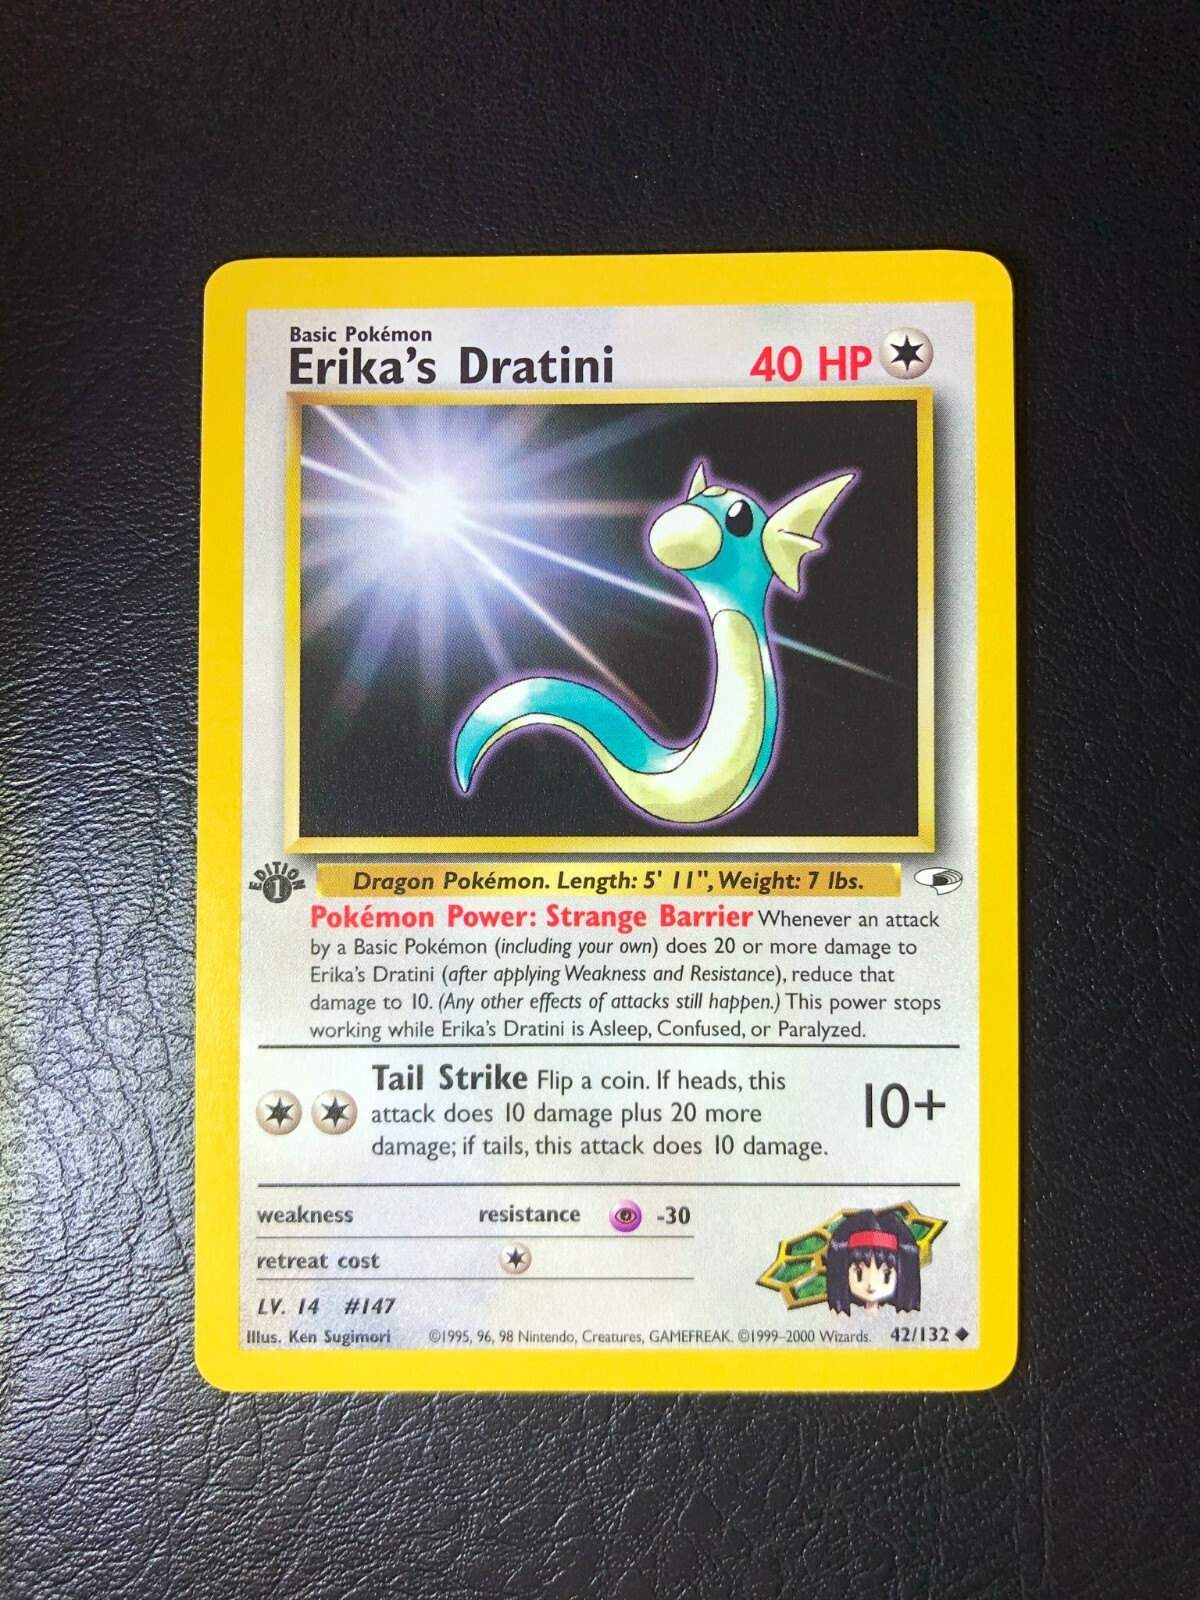 Basic Pokémon
Erika's Dratini
40 HP
EDITION
1
Dragon Pokémon. Length: 5' 11", Weight: 7 lbs.
Pokémon Power: Strange Barrier Whenever an attack
by a Basic Pokémon (including your own) does 20 or more damage to
Erika's Dratini (after applying Weakness and Resistance), reduce that
damage to 10. (Any other effects of attacks still happen.) This power stops
working while Erika's Dratini is Asleep, Confused, or Paralyzed.
Tail Strike Flip a coin. If heads, this
attack does 10 damage plus 20 more
damage; if tails, this attack does 10 damage.
10+
weakness
resistance -30
retreat cost
LV. 14 #147
Illus. Ken Sugimori ©1995, 96, 98 Nintendo, Creatures, GAMEFREAK. ©1999–2000 Wizards. 42/132 ◆